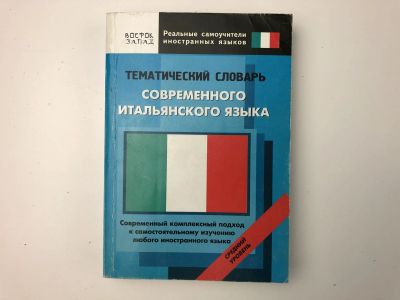 ВОСТОК
ЗАПАД
Реальные самоучители
иностранных языков
ТЕМАТИЧЕСКИЙ СЛОВАРЬ
СОВРЕМЕННОГО
ИТАЛЬЯНСКОГО ЯЗЫКА
Современный комплексный подход
к самостоятельному изучению
любого иностранного языка
СРЕДНИЙ
УРОВЕНЬ